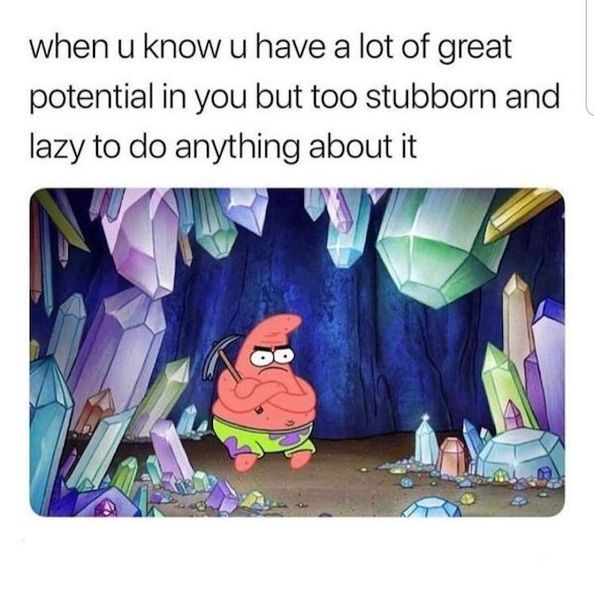 when u know u have a lot of great
potential in you but too stubborn and
lazy to do anything about it